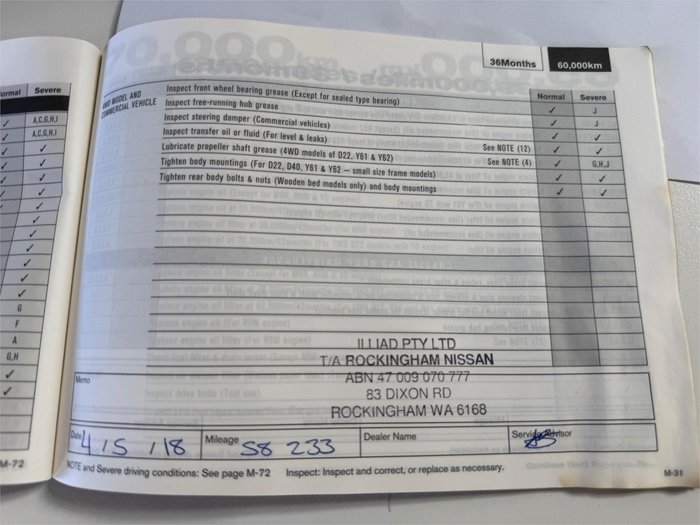 36Months 60,000km
Normal Severe
4WD MODEL AND
COMMERCIAL VEHICLE
Inspect front wheel bearing grease (Except for sealed type bearing) ✓ J
Inspect free-running hub grease ✓ J
Inspect steering damper (Commercial vehicles) ✓ ✓
Inspect transfer oil or fluid (For level & leaks) See NOTE (12) ✓ ✓
Lubricate propeller shaft grease (4WD models of D22, Y61 & Y62) See NOTE (4) ✓ G,H,J
Tighten body mountings (For D22, D40, Y61 & Y62 – small size frame models) ✓ ✓
Tighten rear body bolts & nuts (Wooden bed models only) and body mountings ✓ ✓
ILLIAD PTY LTD
T/A ROCKINGHAM NISSAN
ABN 47 009 070 777
83 DIXON RD
ROCKINGHAM WA 6168
Memo
Date 4 / 5 / 18 Mileage 58 233 Dealer Name Service Advisor
NOTE and Severe driving conditions: See page M-72 Inspect: Inspect and correct, or replace as necessary.
M-31
ormal Severe
✓ A,C,G,H,I
✓ A,C,G,H,I
✓ ✓
✓ ✓
✓ ✓
✓ ✓
✓
✓
✓
✓
✓
G
F
A
G,H
✓
✓
M-72